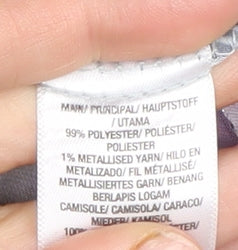 MAIN/ PRINCIPAL/ HAUPTSTOFF
/ UTAMA
99% POLYESTER/ POLIÉSTER/
POLIESTER
1% METALLISED YARN/ HILO EN
METALIZADO/ FIL MÉTALLISÉ/
METALLISIERTES GARN/ BENANG
BERLAPIS LOGAM
CAMISOLE/ CAMISOLA/ CARACO/
MIEDER/ KAMISOL
100%